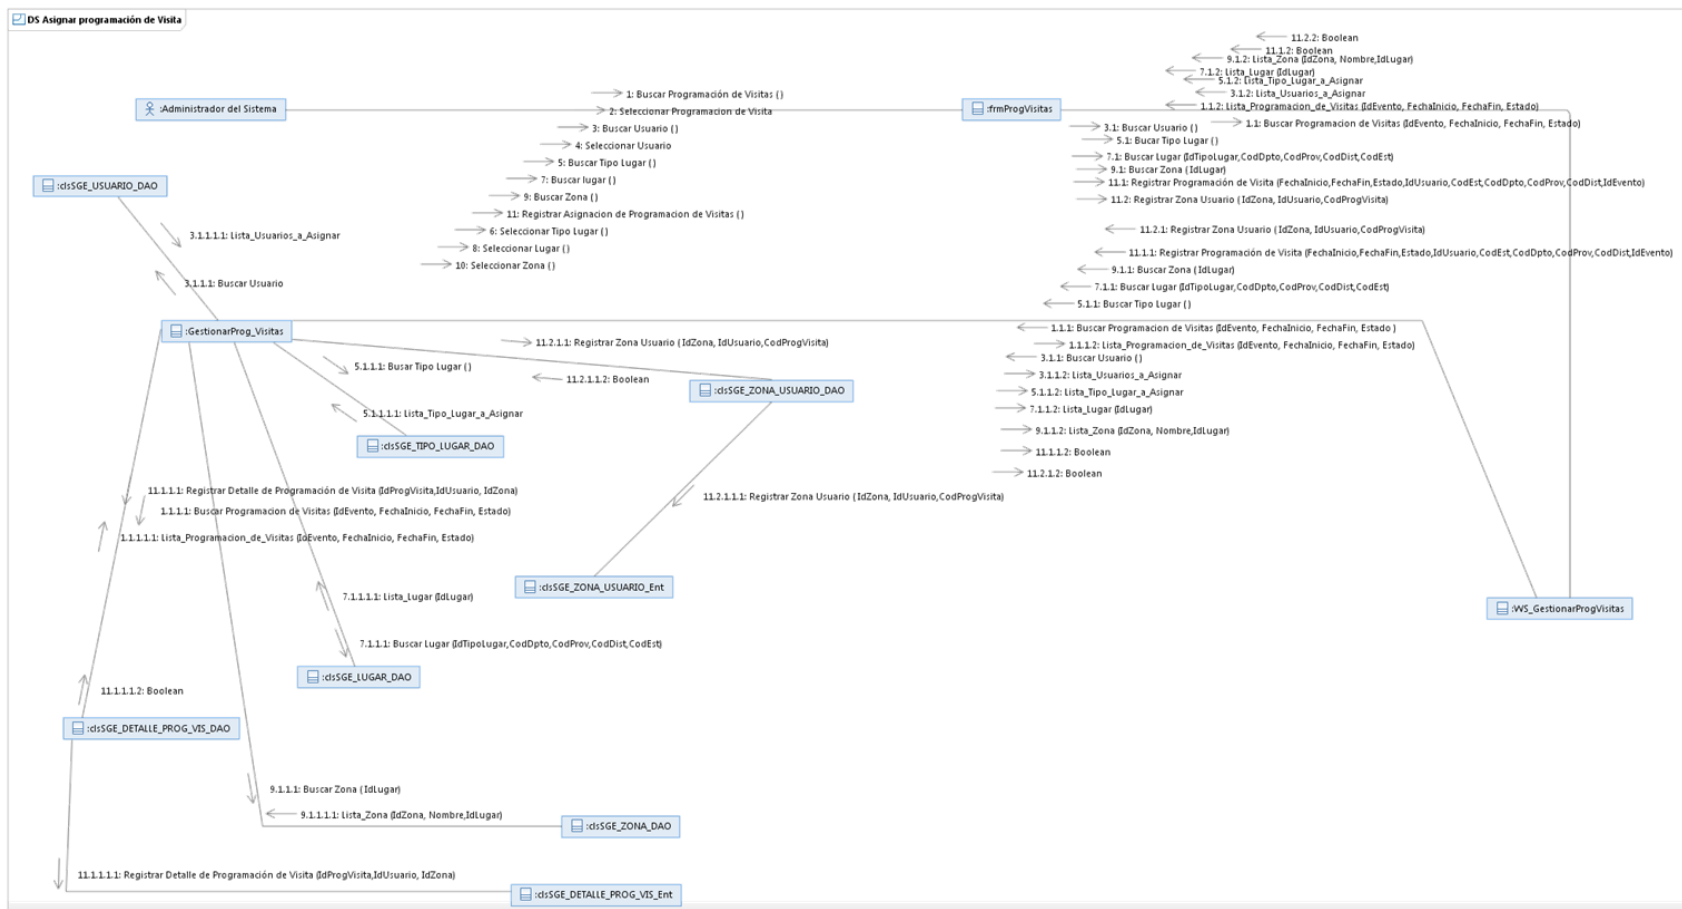 DS Asignar programación de Visita
11.2.2: Boolean
11.1.2: Boolean
9.1.2: Lista_Zona (IdZona, Nombre,IdLugar)
7.1.2: Lista_Lugar (IdLugar)
5.1.2: Lista_Tipo_Lugar_a_Asignar
3.1.2: Lista_Usuarios_a_Asignar
1.1.2: Lista_Programacion_de_Visitas (IdEvento, FechaInicio, FechaFin, Estado)
1.1: Buscar Programacion de Visitas (IdEvento, FechaInicio, FechaFin, Estado)
:Administrador del Sistema
:frmProgVisitas
1: Buscar Programación de Visitas ( )
2: Seleccionar Programacion de Visita
3: Buscar Usuario ( )
4: Seleccionar Usuario
5: Buscar Tipo Lugar ( )
7: Buscar lugar ( )
9: Buscar Zona ( )
11: Registrar Asignacion de Programacion de Visitas ( )
6: Seleccionar Tipo Lugar ( )
8: Seleccionar Lugar ( )
10: Seleccionar Zona ( )
3.1: Buscar Usuario ( )
5.1: Bucar Tipo Lugar ( )
7.1: Buscar Lugar (IdTipoLugar,CodDpto,CodProv,CodDist,CodEst)
9.1: Buscar Zona ( IdLugar)
11.1: Registrar Programación de Visita (FechaInicio,FechaFin,Estado,IdUsuario,CodEst,CodDpto,CodProv,CodDist,IdEvento)
11.2: Registrar Zona Usuario ( IdZona, IdUsuario,CodProgVisita)
11.2.1: Registrar Zona Usuario ( IdZona, IdUsuario,CodProgVisita)
11.1.1: Registrar Programación de Visita (FechaInicio,FechaFin,Estado,IdUsuario,CodEst,CodDpto,CodProv,CodDist,IdEvento)
9.1.1: Buscar Zona ( IdLugar)
7.1.1: Buscar Lugar (IdTipoLugar,CodDpto,CodProv,CodDist,CodEst)
5.1.1: Buscar Tipo Lugar ( )
1.1.1: Buscar Programacion de Visitas (IdEvento, FechaInicio, FechaFin, Estado )
1.1.1.2: Lista_Programacion_de_Visitas (IdEvento, FechaInicio, FechaFin, Estado)
3.1.1: Buscar Usuario ( )
3.1.1.2: Lista_Usuarios_a_Asignar
5.1.1.2: Lista_Tipo_Lugar_a_Asignar
7.1.1.2: Lista_Lugar (IdLugar)
9.1.1.2: Lista_Zona (IdZona, Nombre,IdLugar)
11.1.1.2: Boolean
11.2.1.2: Boolean
:clsSGE_USUARIO_DAO
3.1.1.1.1: Lista_Usuarios_a_Asignar
3.1.1.1: Buscar Usuario
:GestionarProg_Visitas
11.2.1.1: Registrar Zona Usuario ( IdZona, IdUsuario,CodProgVisita)
5.1.1.1: Busar Tipo Lugar ( )
11.2.1.1.2: Boolean
:clsSGE_ZONA_USUARIO_DAO
5.1.1.1.1: Lista_Tipo_Lugar_a_Asignar
:clsSGE_TIPO_LUGAR_DAO
11.1.1.1: Registrar Detalle de Programación de Visita (IdProgVisita,IdUsuario, IdZona)
11.2.1.1.1: Registrar Zona Usuario ( IdZona, IdUsuario,CodProgVisita)
1.1.1.1: Buscar Programacion de Visitas (IdEvento, FechaInicio, FechaFin, Estado)
1.1.1.1.1: Lista_Programacion_de_Visitas (IdEvento, FechaInicio, FechaFin, Estado)
:clsSGE_ZONA_USUARIO_Ent
7.1.1.1.1: Lista_Lugar (IdLugar)
:WS_GestionarProgVisitas
7.1.1.1: Buscar Lugar (IdTipoLugar,CodDpto,CodProv,CodDist,CodEst)
:clsSGE_LUGAR_DAO
11.1.1.1.2: Boolean
:clsSGE_DETALLE_PROG_VIS_DAO
9.1.1.1: Buscar Zona ( IdLugar)
9.1.1.1.1: Lista_Zona (IdZona, Nombre,IdLugar)
:clsSGE_ZONA_DAO
11.1.1.1.1: Registrar Detalle de Programación de Visita (IdProgVisita,IdUsuario, IdZona)
:clsSGE_DETALLE_PROG_VIS_Ent